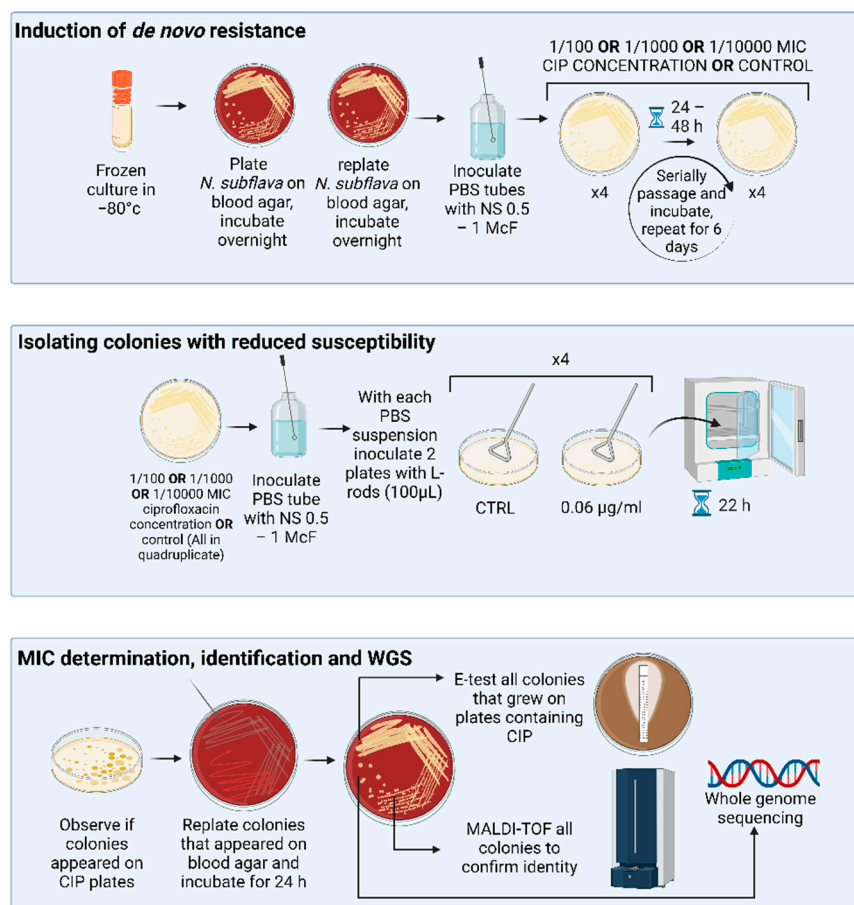 Induction of de novo resistance
1/100 OR 1/1000 OR 1/10000 MIC
CIP CONCENTRATION OR CONTROL
24 –
48 h
Frozen
culture in
−80°c
Plate
N. subflava on
blood agar,
incubate
overnight
replate
N. subflava on
blood agar,
incubate
overnight
Inoculate
PBS tubes
with NS 0.5
– 1 McF
x4
Serially
passage and
incubate,
repeat for 6
days
x4
Isolating colonies with reduced susceptibility
1/100 OR 1/1000
OR 1/10000 MIC
ciprofloxacin
concentration OR
control (All in
quadruplicate)
Inoculate
PBS tube
with NS 0.5
– 1 McF
With each
PBS
suspension
inoculate 2
plates with L-
rods (100µL)
x4
CTRL
0.06 µg/ml
22 h
MIC determination, identification and WGS
Observe if
colonies
appeared on
CIP plates
Replate colonies
that appeared on
blood agar and
incubate for 24 h
E-test all colonies
that grew on
plates containing
CIP
MALDI-TOF all
colonies to
confirm identity
Whole genome
sequencing